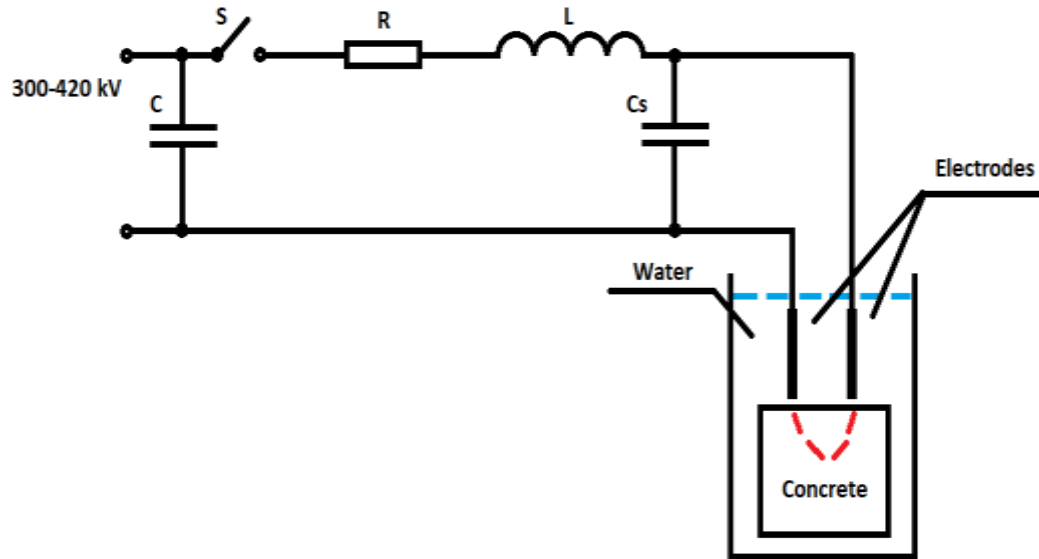 S
R
L
300-420 kV
C
Cs
Electrodes
Water
Concrete